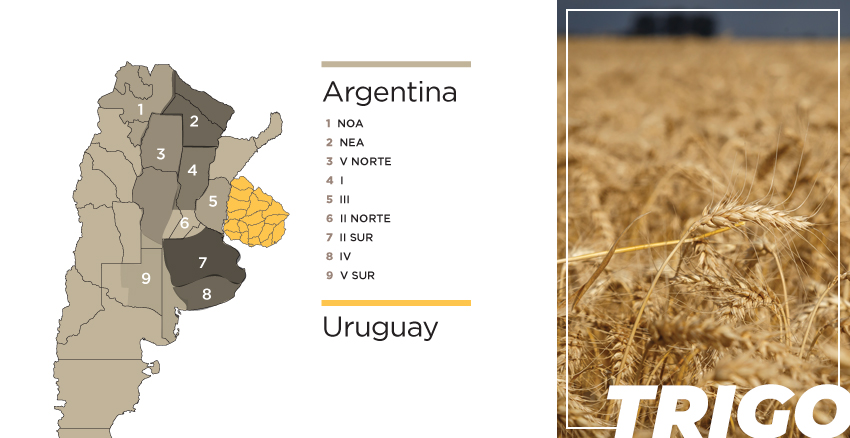 1
2
3
4
5
6
7
8
9
Argentina
1 NOA
2 NEA
3 V NORTE
4 I
5 III
6 II NORTE
7 II SUR
8 IV
9 V SUR
Uruguay
TRIGO